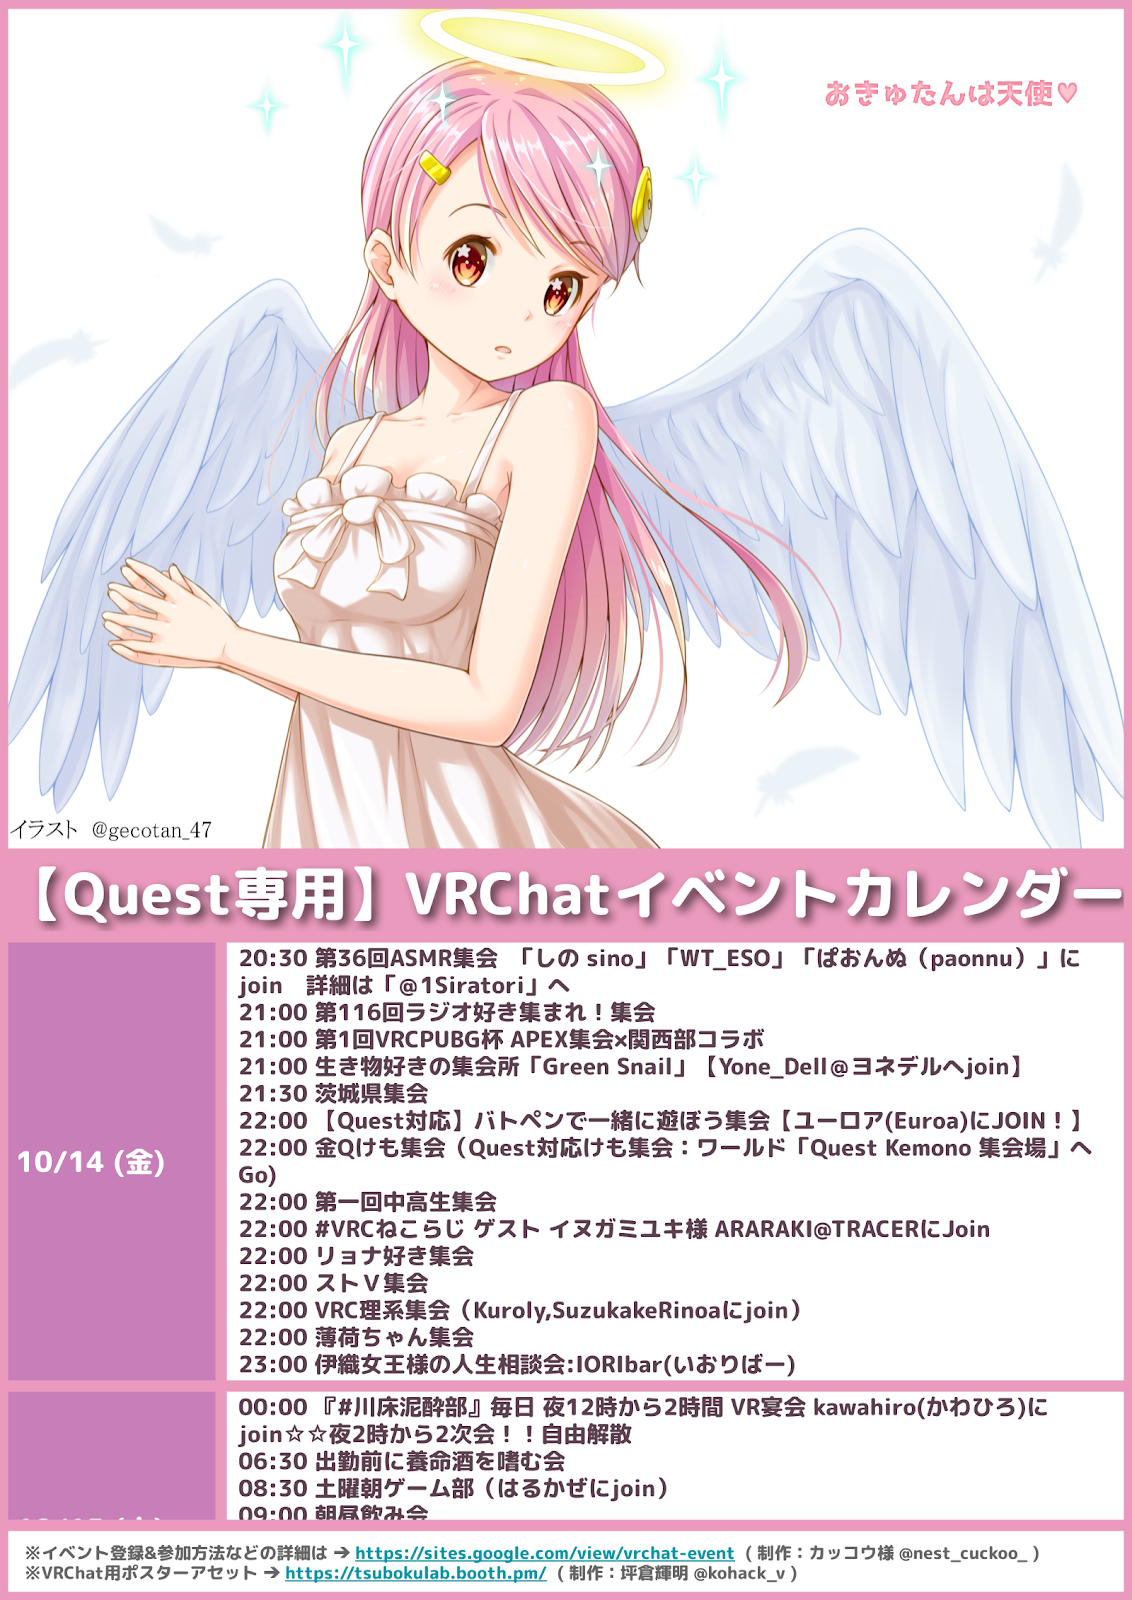 おきゅたんは天使♥
イラスト @gecotan_47
【Quest専用】VRChatイベントカレンダー
10/14 (金)
20:30 第36回ASMR集会 「しの sino」「WT_ESO」「ぱおんぬ（paonnu）」に
join 詳細は「@1Siratori」へ
21:00 第116回ラジオ好き集まれ！集会
21:00 第1回VRCPUBG杯 APEX集会×関西部コラボ
21:00 生き物好きの集会所「Green Snail」【Yone_Dell@ヨネデルへjoin】
21:30 茨城県集会
22:00 【Quest対応】バトペンで一緒に遊ぼう集会【ユーロア(Euroa)にJOIN！】
22:00 金Qけも集会（Quest対応けも集会：ワールド「Quest Kemono 集会場」へ
Go)
22:00 第一回中高生集会
22:00 #VRCねこらじ ゲスト イヌガミユキ様 ARARAKI@TRACERにJoin
22:00 リョナ好き集会
22:00 ストＶ集会
22:00 VRC理系集会（Kuroly,SuzukakeRinoaにjoin）
22:00 薄荷ちゃん集会
23:00 伊織女王様の人生相談会:IORIbar(いおりばー)
00:00 『#川床泥酔部』毎日 夜12時から2時間 VR宴会 kawahiro(かわひろ)に
join☆☆夜2時から2次会！！自由解散
06:30 出勤前に養命酒を嗜む会
08:30 土曜朝ゲーム部（はるかぜにjoin）
09:00 朝昼飲み会
※イベント登録&参加方法などの詳細は → https://sites.google.com/view/vrchat-event ( 制作：カッコウ様 @nest_cuckoo_ )
※VRChat用ポスターアセット → https://tsubokulab.booth.pm/ ( 制作：坪倉輝明 @kohack_v )